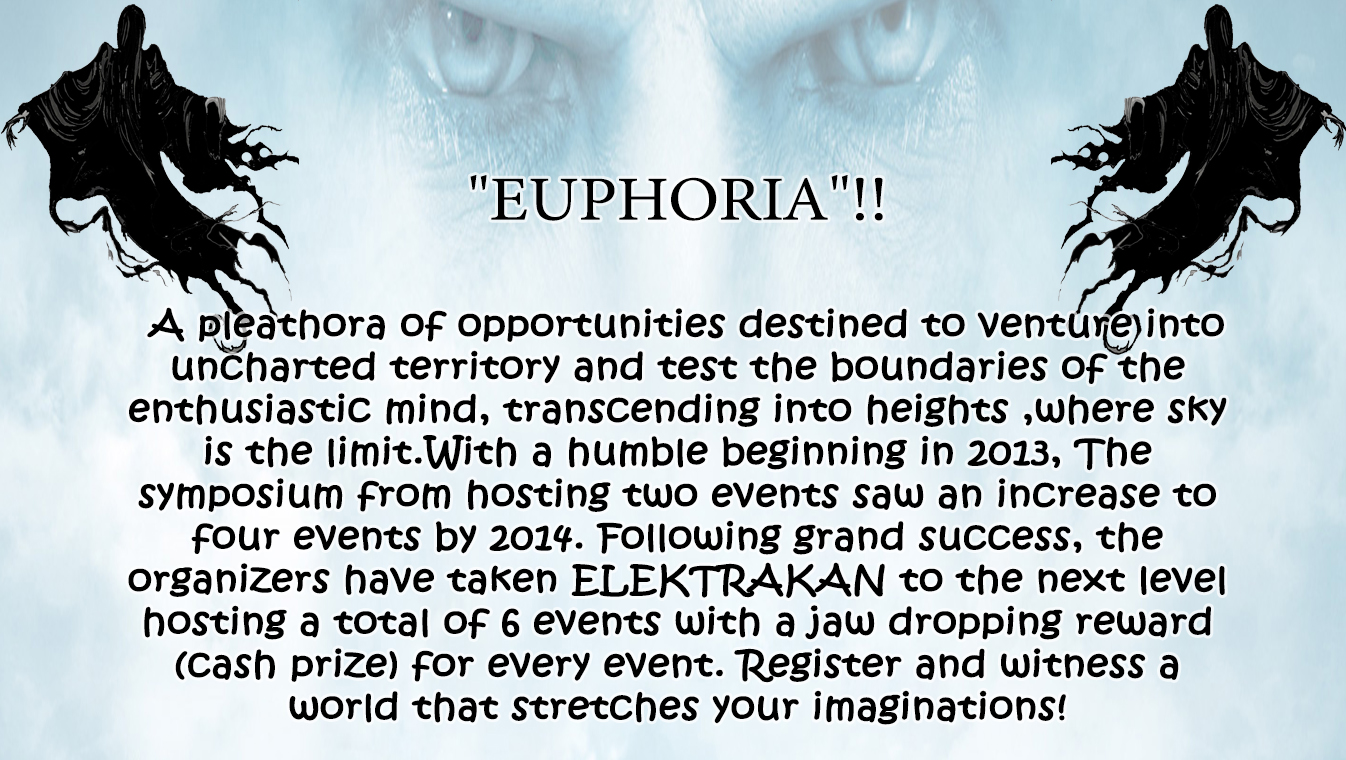 "EUPHORIA"!!
A pleathora of opportunities destined to venture into
uncharted territory and test the boundaries of the
enthusiastic mind, transcending into heights ,where sky
is the limit.With a humble beginning in 2013, The
symposium from hosting two events saw an increase to
four events by 2014. Following grand success, the
organizers have taken ELEKTRAKAN to the next level
hosting a total of 6 events with a jaw dropping reward
(cash prize) for every event. Register and witness a
world that stretches your imaginations!